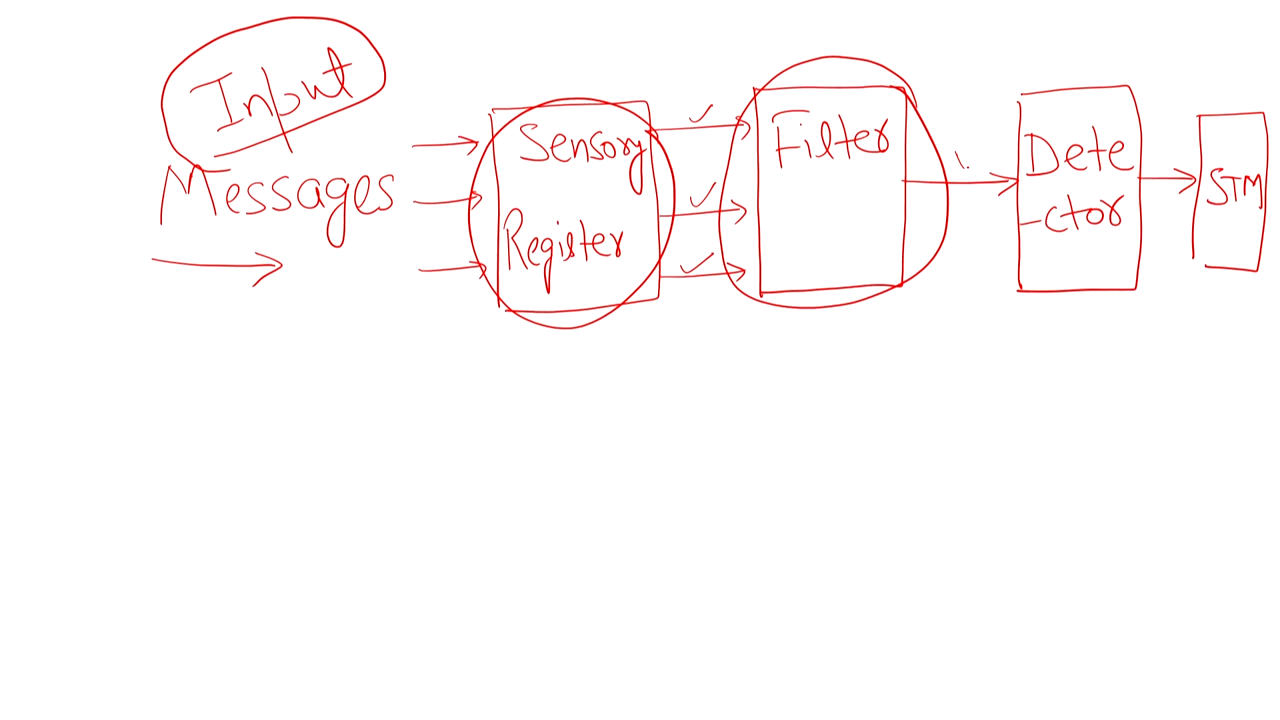 Input
Messages
Sensory
Register
Filter
Dete
-ctor
STM